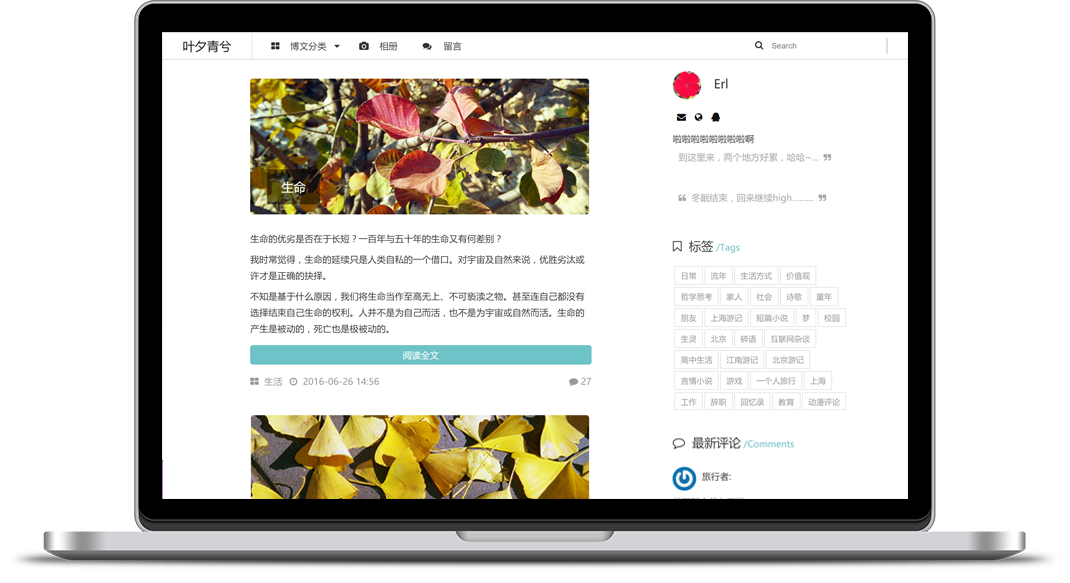 叶夕青兮 博文分类 相册 留言 Search
生命
生命的优劣是否在于长短？一百年与五十年的生命又有何差别？
我时常觉得，生命的延续只是人类自私的一个借口。对宇宙及自然来说，优胜劣汰或
许才是正确的抉择。
不知是基于什么原因，我们将生命当作至高无上、不可亵渎之物。甚至连自己都没有
选择结束自己生命的权利。人并不是为自己而活，也不是为宇宙或自然而活。生命的
产生是被动的，死亡也是极被动的。
阅读全文
生活 2016-06-26 14:56 27
Erl
啦啦啦啦啦啦啦啦啊
到这里来，两个地方好累，哈哈~... ”
“ 冬眠结束，回来继续high......... ”
标签 /Tags
日常 流年 生活方式 价值观
哲学思考 家人 社会 诗歌 童年
朋友 上海游记 短篇小说 梦 校园
生灵 北京 碎语 互联网杂谈
高中生活 江南游记 北京游记
言情小说 游戏 一个人旅行 上海
工作 辞职 回忆录 教育 动漫评论
最新评论 /Comments
旅行者: